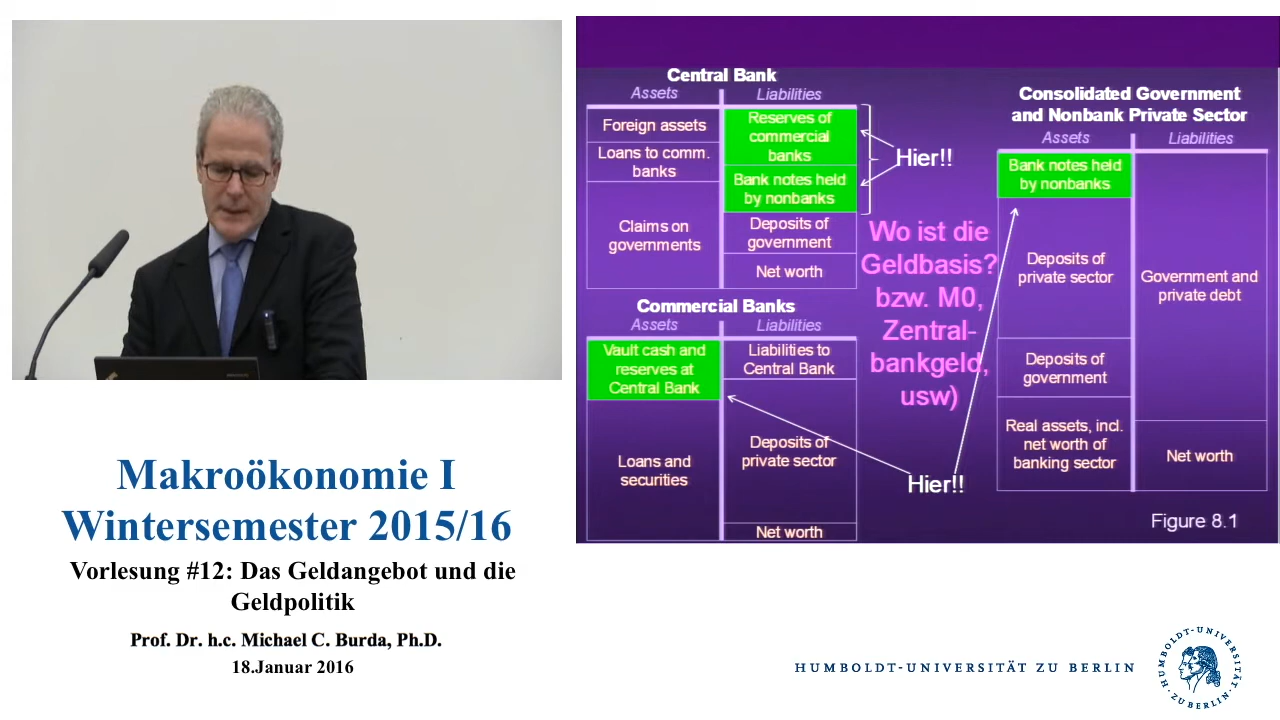 Central Bank
Assets
Liabilities
Foreign assets
Loans to comm.
banks
Claims on
governments
Reserves of
commercial
banks
Bank notes held
by nonbanks
Deposits of
government
Net worth
Hier!!
Commercial Banks
Assets
Liabilities
Vault cash and
reserves at
Central Bank
Loans and
securities
Liabilities to
Central Bank
Deposits of
private sector
Net worth
Wo ist die
Geldbasis?
bzw. M0,
Zentral-
bankgeld,
usw)
Hier!!
Consolidated Government
and Nonbank Private Sector
Assets
Liabilities
Bank notes held
by nonbanks
Deposits of
private sector
Deposits of
government
Real assets, incl.
net worth of
banking sector
Government and
private debt
Net worth
Figure 8.1
Makroökonomie I
Wintersemester 2015/16
Vorlesung #12: Das Geldangebot und die
Geldpolitik
Prof. Dr. h.c. Michael C. Burda, Ph.D.
18.Januar 2016
HUMBOLDT-UNIVERSITÄT ZU BERLIN
HUMBOLDT-UNIVERSITÄT
ZU BERLIN